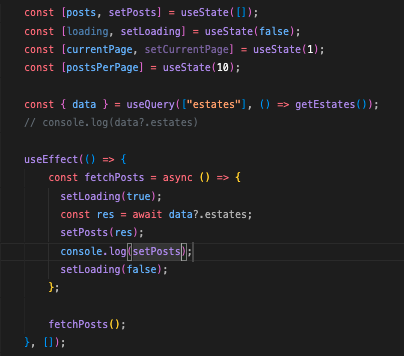 const [posts, setPosts] = useState([]);
const [loading, setLoading] = useState(false);
const [currentPage, setCurrentPage] = useState(1);
const [postsPerPage] = useState(10);
const { data } = useQuery(["estates"], () => getEstates());
// console.log(data?.estates)
useEffect(() => {
const fetchPosts = async () => {
setLoading(true);
const res = await data?.estates;
setPosts(res);
console.log(setPosts);
setLoading(false);
};
fetchPosts();
}, []);